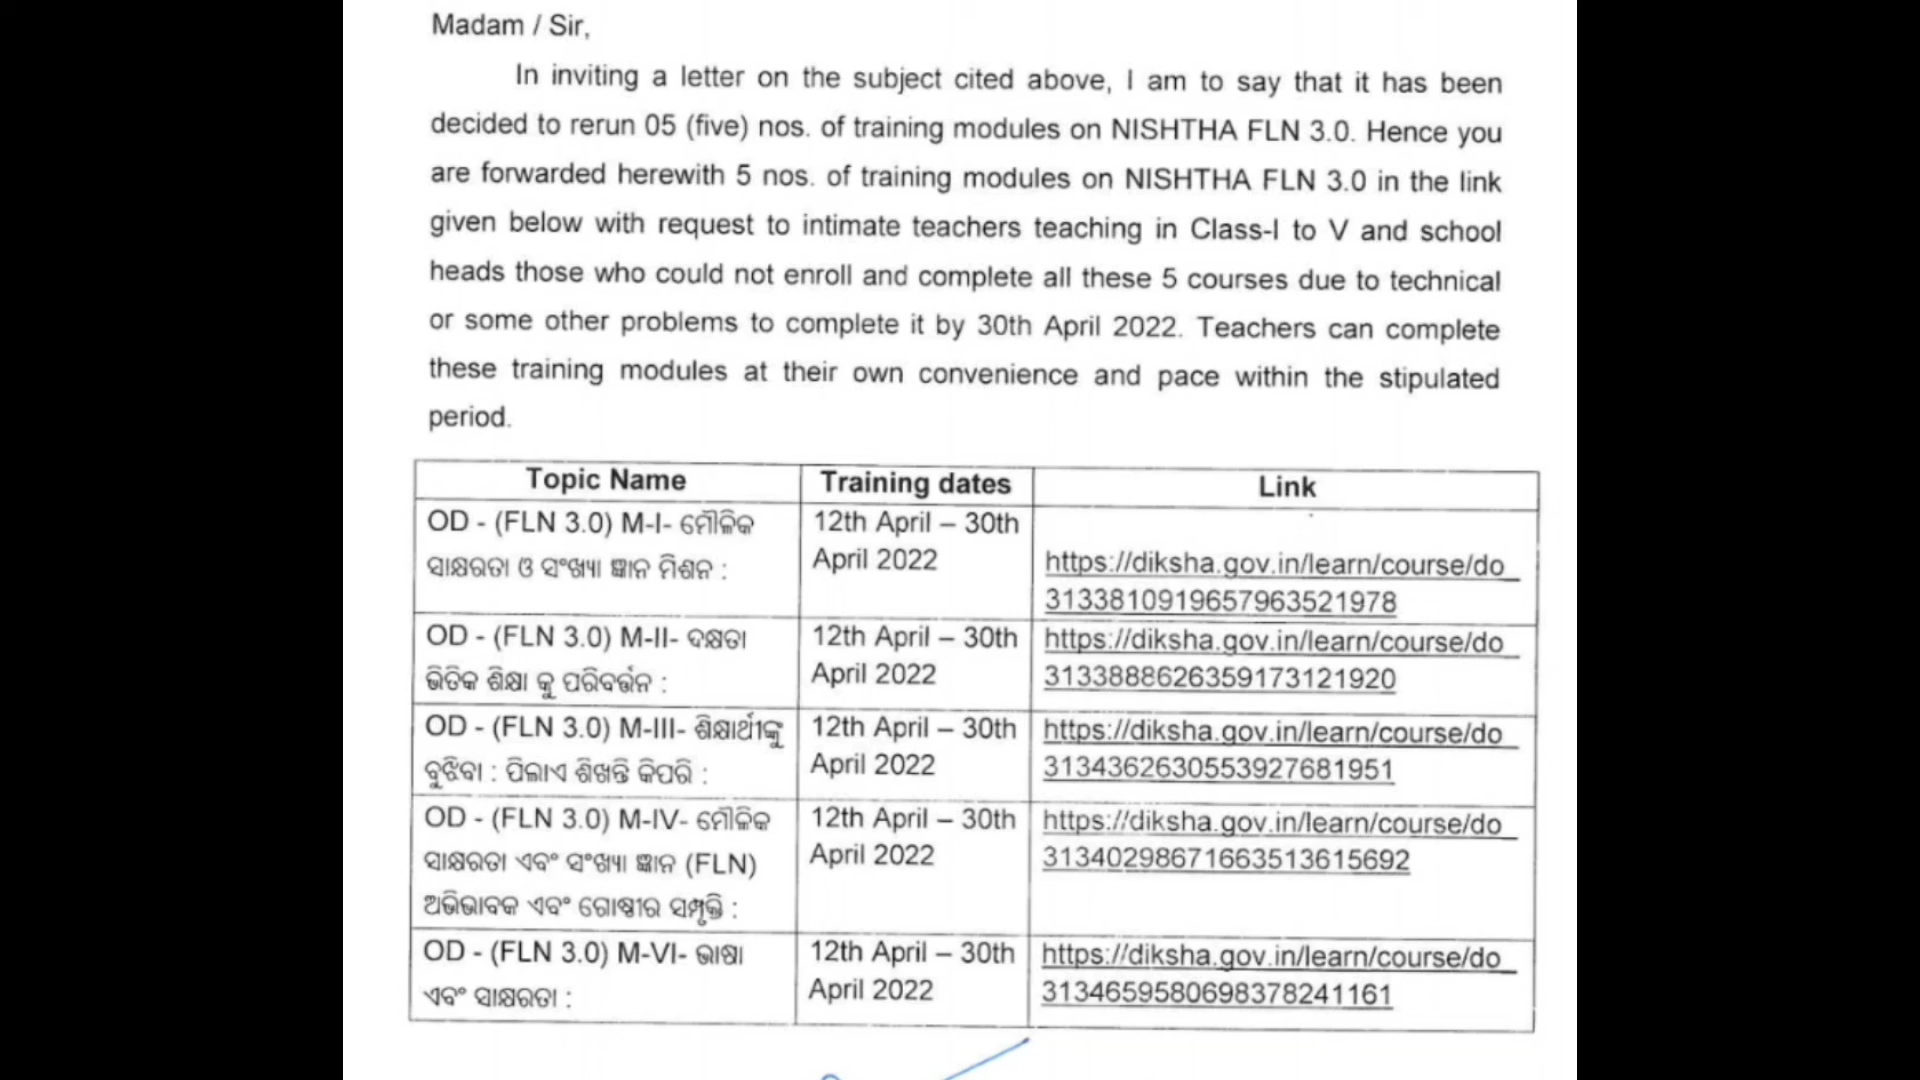 Madam / Sir,
In inviting a letter on the subject cited above, I am to say that it has been
decided to rerun 05 (five) nos. of training modules on NISHTHA FLN 3.0. Hence you
are forwarded herewith 5 nos. of training modules on NISHTHA FLN 3.0 in the link
given below with request to intimate teachers teaching in Class-I to V and school
heads those who could not enroll and complete all these 5 courses due to technical
or some other problems to complete it by 30th April 2022. Teachers can complete
these training modules at their own convenience and pace within the stipulated
period.
Topic Name Training dates Link
OD - (FLN 3.0) M-I- ମୌଳିକ
ସାକ୍ଷରତା ଓ ସଂଖ୍ୟା ଜ୍ଞାନ ମିଶନ :
12th April – 30th
April 2022
https://diksha.gov.in/learn/course/do_
3133810919657963521978
OD - (FLN 3.0) M-II- ଦକ୍ଷତା
ଭିତିକ ଶିକ୍ଷା କୁ ପରିବର୍ତ୍ତନ :
12th April – 30th
April 2022
https://diksha.gov.in/learn/course/do_
3133888626359173121920
OD - (FLN 3.0) M-III- ଶିକ୍ଷାର୍ଥୀଙ୍କୁ
ବୁଝିବା : ପିଲାଏ ଶିଖନ୍ତି କିପରି :
12th April – 30th
April 2022
https://diksha.gov.in/learn/course/do_
3134362630553927681951
OD - (FLN 3.0) M-IV- ମୌଳିକ
ସାକ୍ଷରତା ଏବଂ ସଂଖ୍ୟା ଜ୍ଞାନ (FLN)
ଅଭିଭାବକ ଏବଂ ଗୋଷ୍ଠୀର ସମ୍ପୃକ୍ତି :
12th April – 30th
April 2022
https://diksha.gov.in/learn/course/do_
31340298671663513615692
OD - (FLN 3.0) M-VI- ଭାଷା
ଏବଂ ସାକ୍ଷରତା :
12th April – 30th
April 2022
https://diksha.gov.in/learn/course/do_
3134659580698378241161